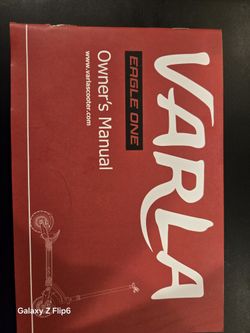 VARLA
EAGLE ONE
Owner's Manual
www.varlascooter.com
Galaxy Z Flip6